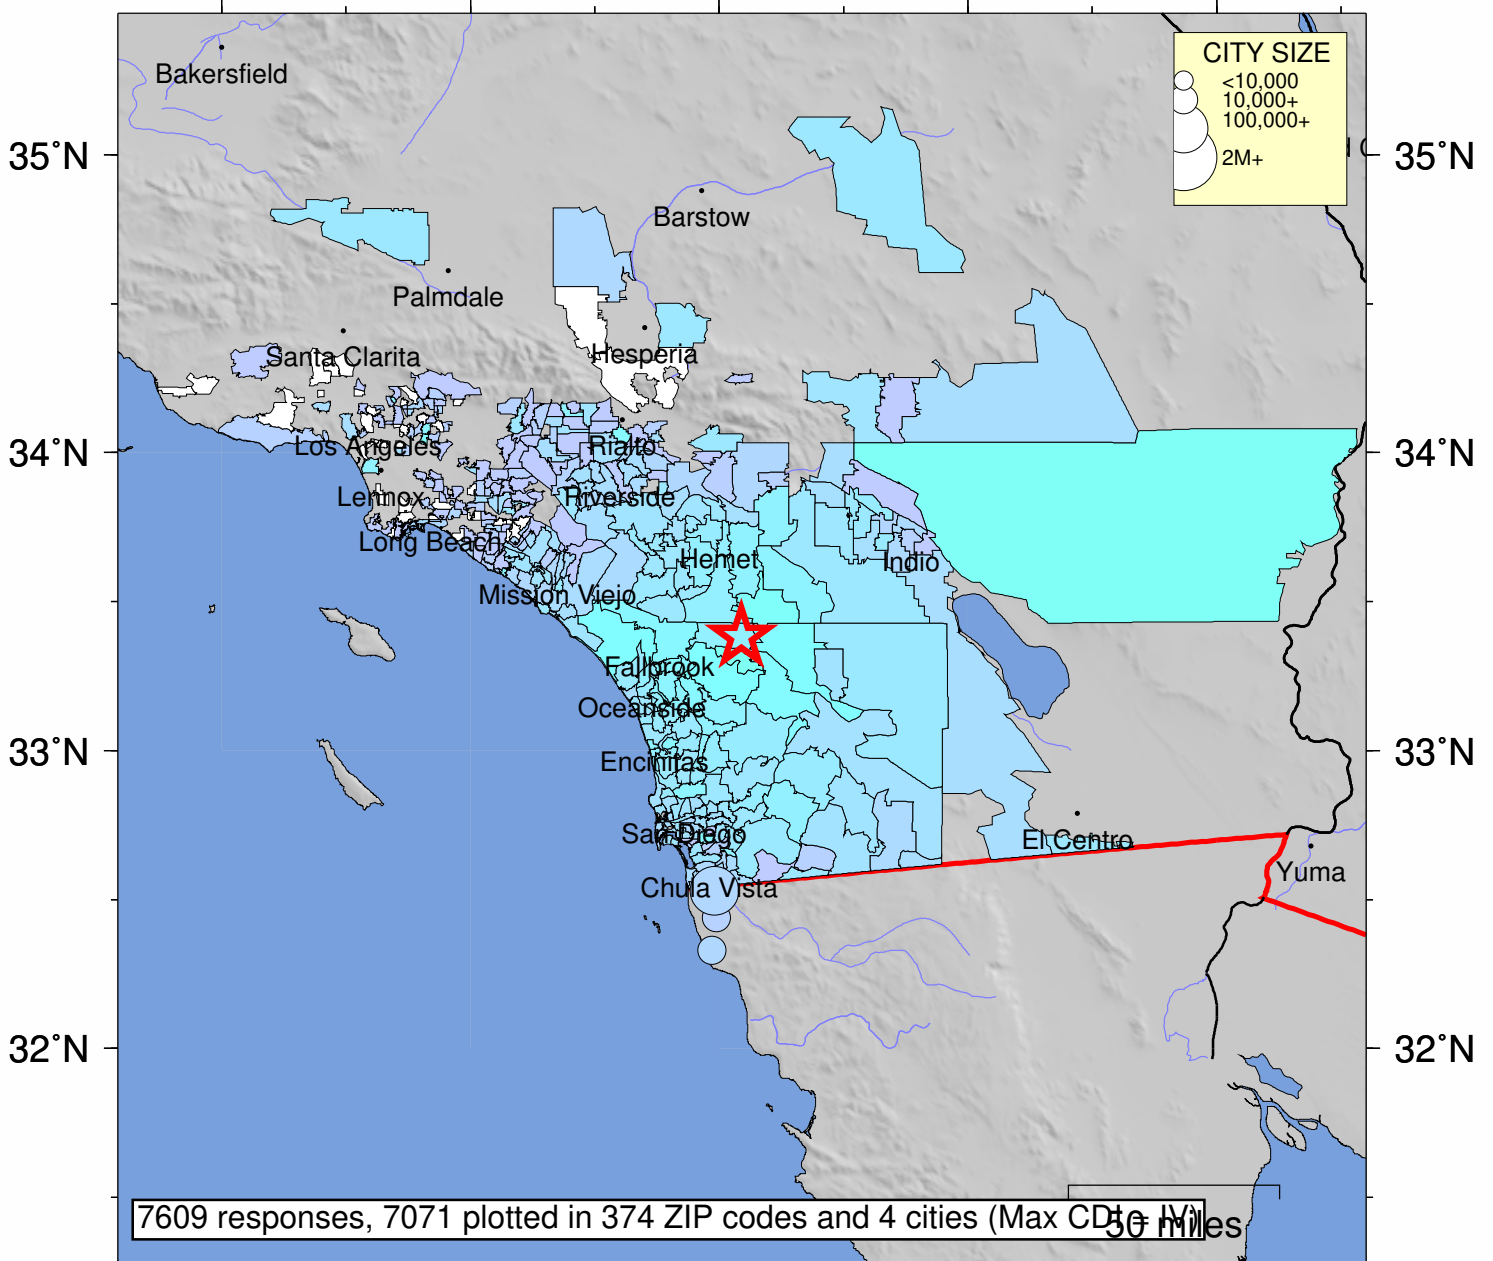 CITY SIZE
<10,000
10,000+
100,000+
2M+
Bakersfield
35°N
35°N
Barstow
Palmdale
Santa Clarita
Hesperia
34°N
Los Angeles
Rialto
34°N
Lennox
Riverside
Long Beach
Hemet
Indio
Mission Viejo
Fallbrook
Oceanside
33°N
Encinitas
33°N
San Diego
El Centro
Chula Vista
Yuma
32°N
32°N
7609 responses, 7071 plotted in 374 ZIP codes and 4 cities (Max CDI = IV)
50 miles